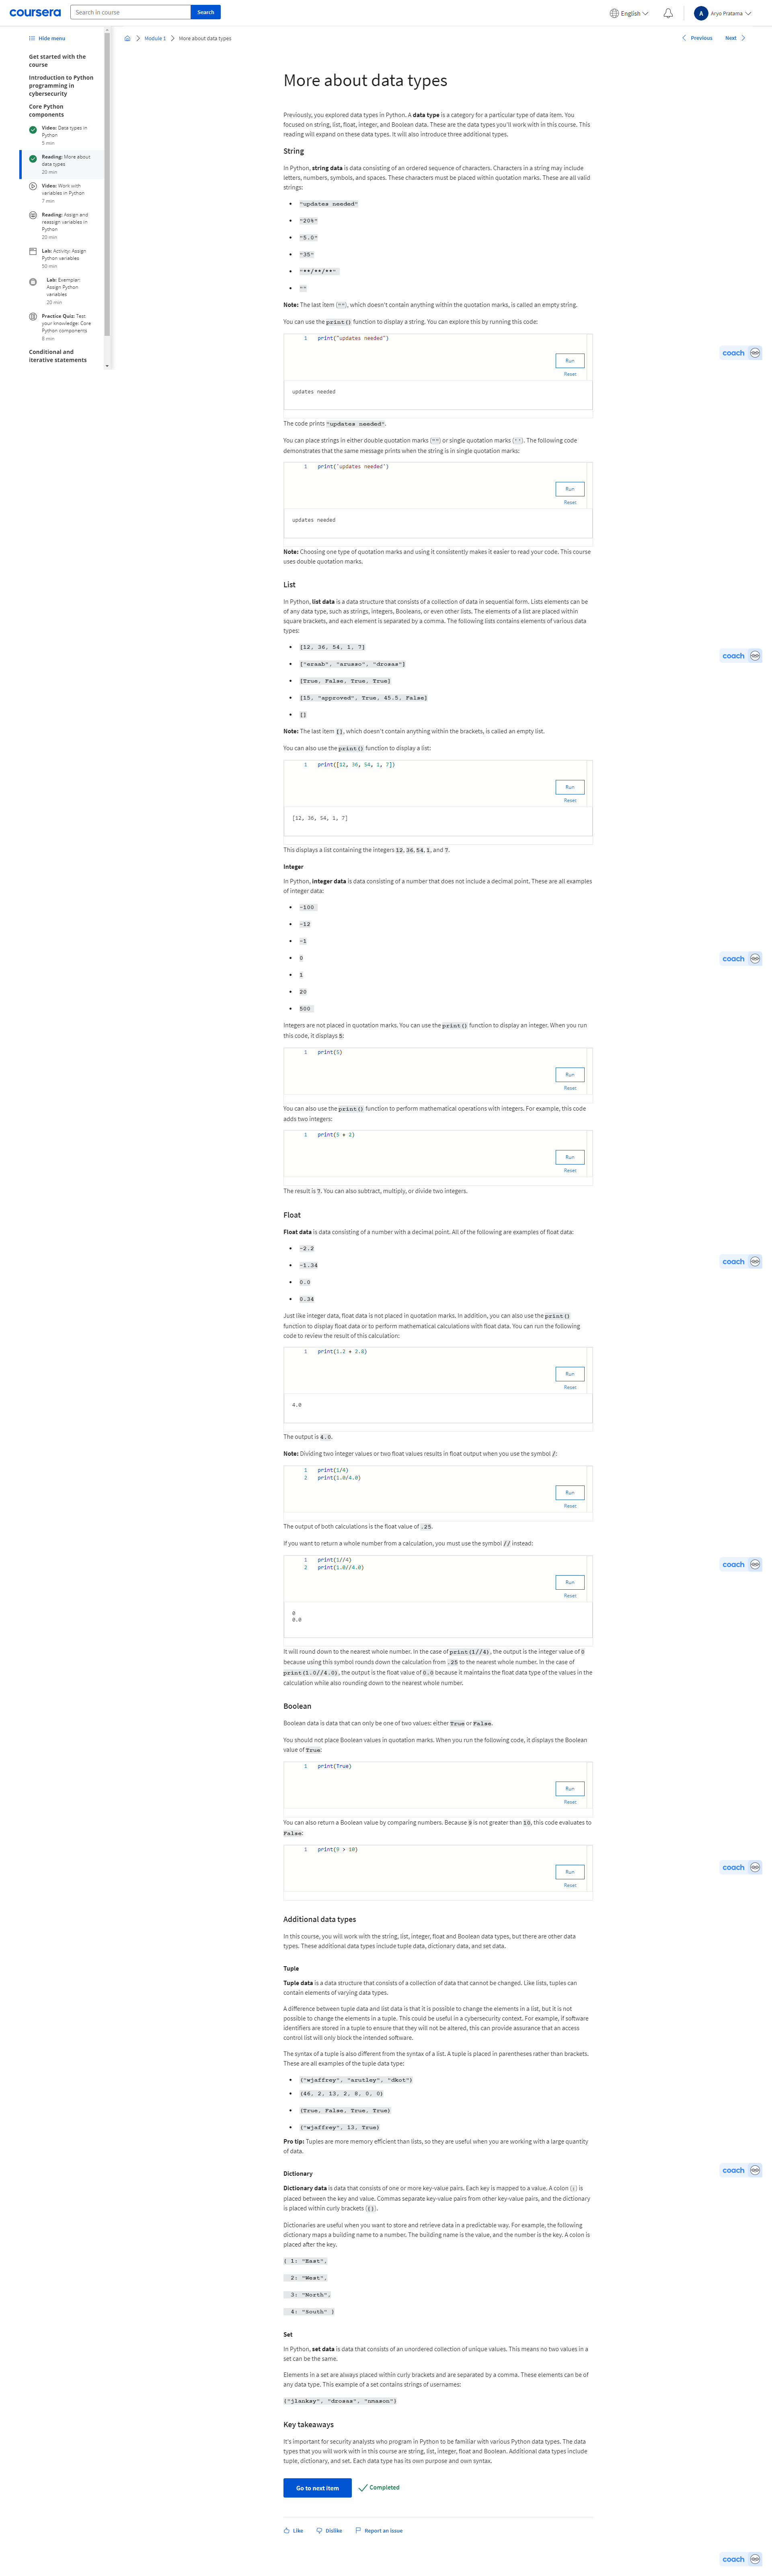 coursera
Search in course
Search
English
A
Aryo Pratama
Hide menu
Module 1
More about data types
Previous
Next
Get started with the
course
Introduction to Python
programming in
cybersecurity
Core Python
components
Video: Data types in
Python
5 min
Reading: More about
data types
20 min
Video: Work with
variables in Python
7 min
Reading: Assign and
reassign variables in
Python
20 min
Lab: Activity: Assign
Python variables
50 min
Lab: Exemplar:
Assign Python
variables
20 min
Practice Quiz: Test
your knowledge: Core
Python components
8 min
Conditional and
iterative statements
More about data types
Previously, you explored data types in Python. A data type is a category for a particular type of data item. You
focused on string, list, float, integer, and Boolean data. These are the data types you'll work with in this course. This
reading will expand on these data types. It will also introduce three additional types.
String
In Python, string data is data consisting of an ordered sequence of characters. Characters in a string may include
letters, numbers, symbols, and spaces. These characters must be placed within quotation marks. These are all valid
strings:
"updates needed"
"20%"
"5.0"
"35"
"**/**/**"
""
Note: The last item (""), which doesn't contain anything within the quotation marks, is called an empty string.
You can use the print() function to display a string. You can explore this by running this code:
1 print("updates needed")
Run
Reset
updates needed
coach
The code prints "updates needed".
You can place strings in either double quotation marks ("") or single quotation marks (''). The following code
demonstrates that the same message prints when the string is in single quotation marks:
1 print('updates needed')
Run
Reset
updates needed
Note: Choosing one type of quotation marks and using it consistently makes it easier to read your code. This course
uses double quotation marks.
List
In Python, list data is a data structure that consists of a collection of data in sequential form. Lists elements can be
of any data type, such as strings, integers, Booleans, or even other lists. The elements of a list are placed within
square brackets, and each element is separated by a comma. The following lists contains elements of various data
types:
[12, 36, 54, 1, 7]
coach
["eraab", "arusso", "drosas"]
[True, False, True, True]
[15, "approved", True, 45.5, False]
[]
Note: The last item [], which doesn't contain anything within the brackets, is called an empty list.
You can also use the print() function to display a list:
1 print([12, 36, 54, 1, 7])
Run
Reset
[12, 36, 54, 1, 7]
This displays a list containing the integers 12, 36, 54, 1, and 7.
Integer
In Python, integer data is data consisting of a number that does not include a decimal point. These are all examples
of integer data:
-100
-12
-1
0
coach
1
20
500
Integers are not placed in quotation marks. You can use the print() function to display an integer. When you run
this code, it displays 5:
1 print(5)
Run
Reset
You can also use the print() function to perform mathematical operations with integers. For example, this code
adds two integers:
1 print(5 + 2)
Run
Reset
The result is 7. You can also subtract, multiply, or divide two integers.
Float
Float data is data consisting of a number with a decimal point. All of the following are examples of float data:
-2.2
coach
-1.34
0.0
0.34
Just like integer data, float data is not placed in quotation marks. In addition, you can also use the print()
function to display float data or to perform mathematical calculations with float data. You can run the following
code to review the result of this calculation:
1 print(1.2 + 2.8)
Run
Reset
4.0
The output is 4.0.
Note: Dividing two integer values or two float values results in float output when you use the symbol /:
1 print(1/4)
2 print(1.0/4.0)
Run
Reset
The output of both calculations is the float value of .25.
If you want to return a whole number from a calculation, you must use the symbol // instead:
1 print(1//4)
2 print(1.0//4.0)
coach
Run
Reset
0
0.0
It will round down to the nearest whole number. In the case of print(1//4), the output is the integer value of 0
because using this symbol rounds down the calculation from .25 to the nearest whole number. In the case of
print(1.0//4.0), the output is the float value of 0.0 because it maintains the float data type of the values in the
calculation while also rounding down to the nearest whole number.
Boolean
Boolean data is data that can only be one of two values: either True or False.
You should not place Boolean values in quotation marks. When you run the following code, it displays the Boolean
value of True:
1 print(True)
Run
Reset
You can also return a Boolean value by comparing numbers. Because 9 is not greater than 10, this code evaluates to
False:
1 print(9 > 10)
coach
Run
Reset
Additional data types
In this course, you will work with the string, list, integer, float and Boolean data types, but there are other data
types. These additional data types include tuple data, dictionary data, and set data.
Tuple
Tuple data is a data structure that consists of a collection of data that cannot be changed. Like lists, tuples can
contain elements of varying data types.
A difference between tuple data and list data is that it is possible to change the elements in a list, but it is not
possible to change the elements in a tuple. This could be useful in a cybersecurity context. For example, if software
identifiers are stored in a tuple to ensure that they will not be altered, this can provide assurance that an access
control list will only block the intended software.
The syntax of a tuple is also different from the syntax of a list. A tuple is placed in parentheses rather than brackets.
These are all examples of the tuple data type:
("wjaffrey", "arutley", "dkot")
(46, 2, 13, 2, 8, 0, 0)
(True, False, True, True)
("wjaffrey", 13, True)
Pro tip: Tuples are more memory efficient than lists, so they are useful when you are working with a large quantity
of data.
coach
Dictionary
Dictionary data is data that consists of one or more key-value pairs. Each key is mapped to a value. A colon (:) is
placed between the key and value. Commas separate key-value pairs from other key-value pairs, and the dictionary
is placed within curly brackets ({}).
Dictionaries are useful when you want to store and retrieve data in a predictable way. For example, the following
dictionary maps a building name to a number. The building name is the value, and the number is the key. A colon is
placed after the key.
{ 1: "East",
2: "West",
3: "North",
4: "South" }
Set
In Python, set data is data that consists of an unordered collection of unique values. This means no two values in a
set can be the same.
Elements in a set are always placed within curly brackets and are separated by a comma. These elements can be of
any data type. This example of a set contains strings of usernames:
{"jlanksy", "drosas", "nmason"}
Key takeaways
It's important for security analysts who program in Python to be familiar with various Python data types. The data
types that you will work with in this course are string, list, integer, float and Boolean. Additional data types include
tuple, dictionary, and set. Each data type has its own purpose and own syntax.
Go to next item
Completed
Like
Dislike
Report an issue
coach